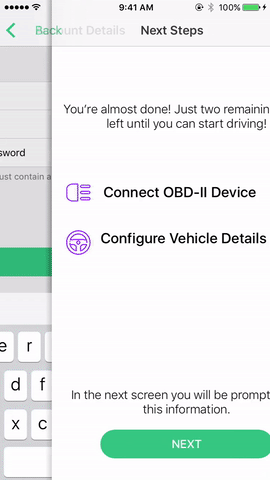 9:41 AM
100%
Back
ount Details
Next Steps
You're almost done! Just two remainin
left until you can start driving!
sword
ust contain a
Connect OBD-II Device
Configure Vehicle Details
e r
d f
x c
In the next screen you will be prompt
this information.
NEXT